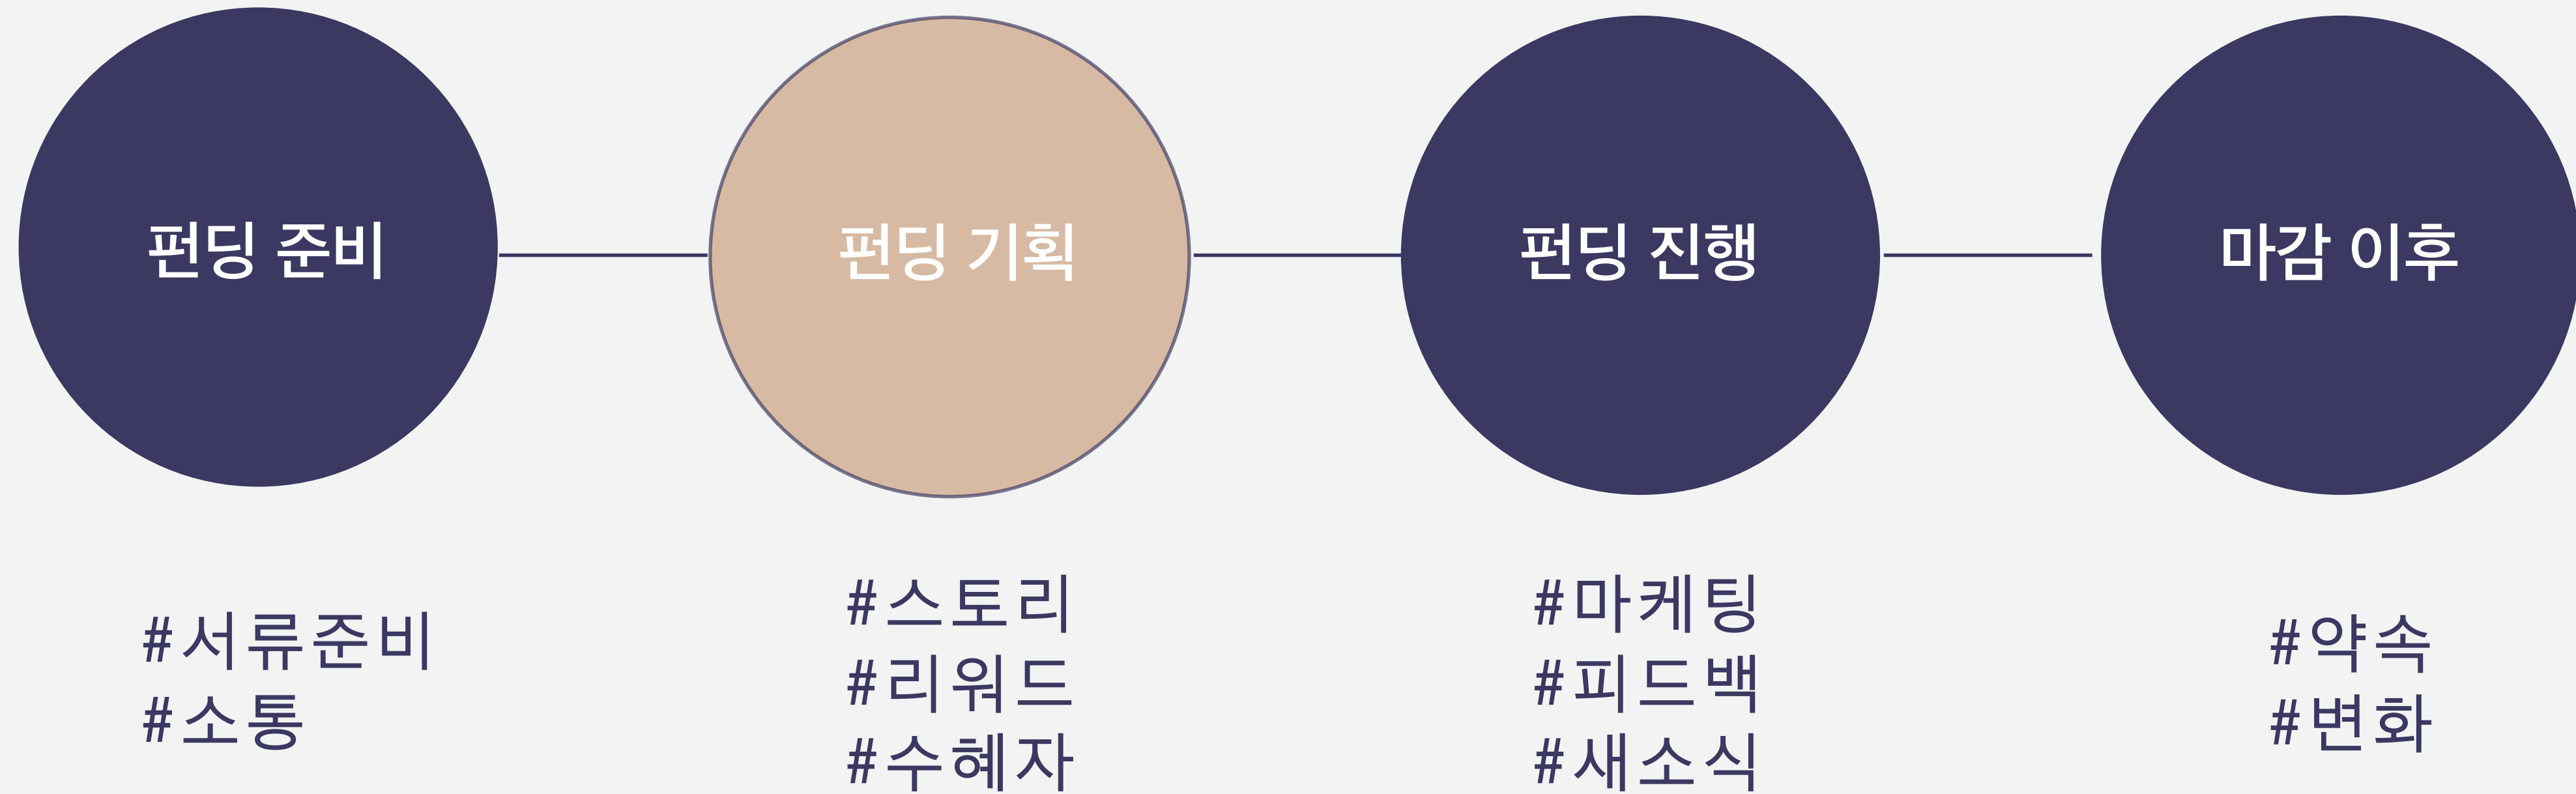 펀딩 준비
펀딩 기획
펀딩 진행
마감 이후
#서류준비
#소통
#스토리
#리워드
#수혜자
#마케팅
#피드백
#새소식
#약속
#변화